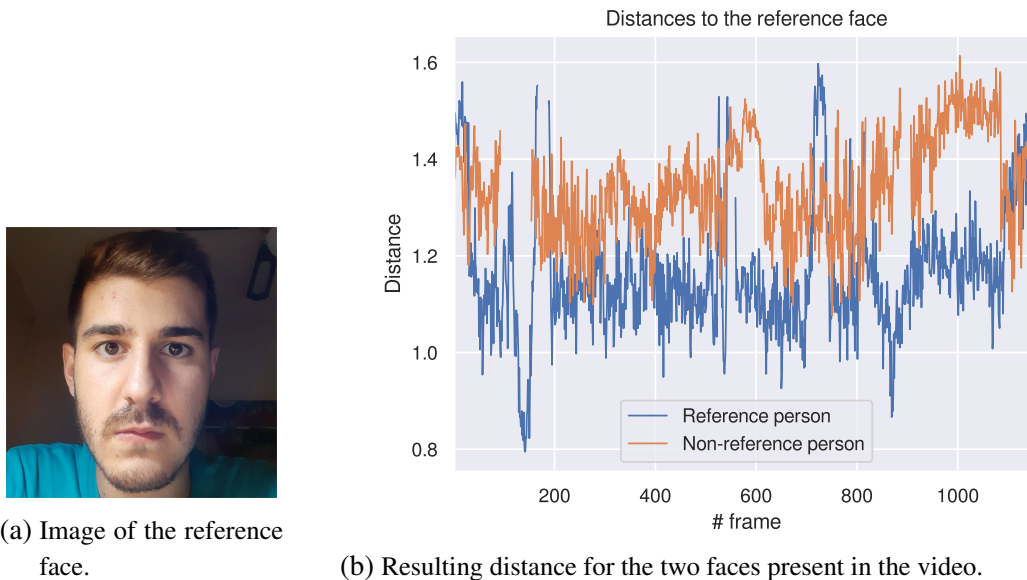 Distances to the reference face
1.6
1.4
1.2
1.0
0.8
Distance
Reference person
Non-reference person
200 400 600 800 1000
# frame
(a) Image of the reference
face.
(b) Resulting distance for the two faces present in the video.